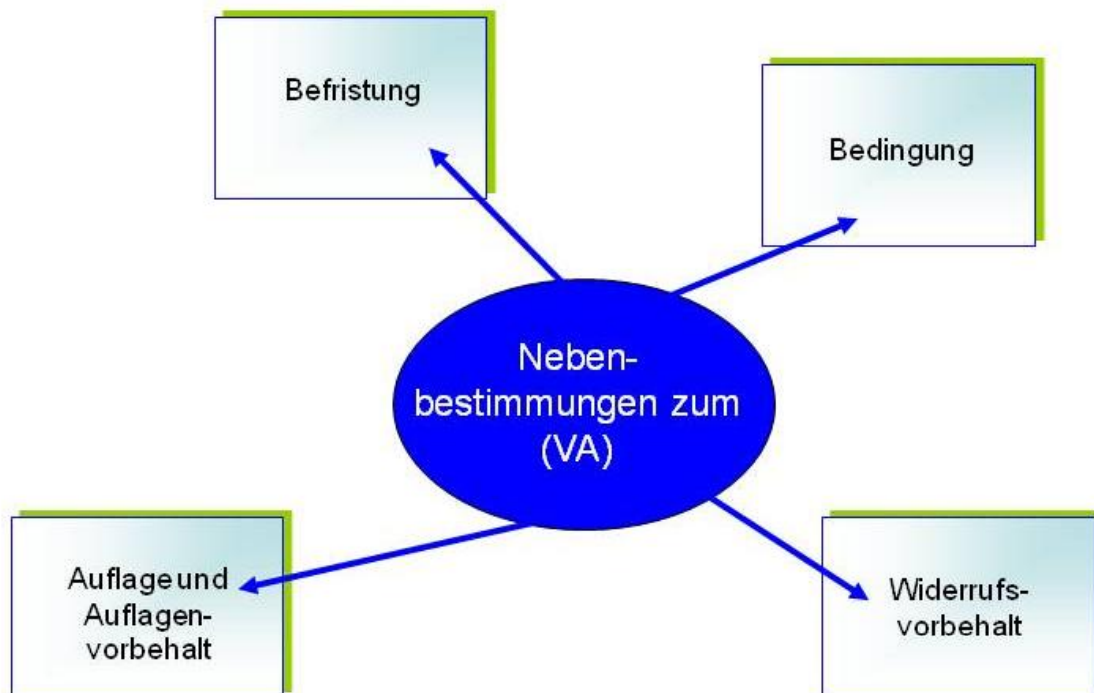 Befristung
Bedingung
Neben-
bestimmungen zum
(VA)
Auflage und
Auflagen-
vorbehalt
Widerrufs-
vorbehalt